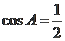 cos A = 1/2